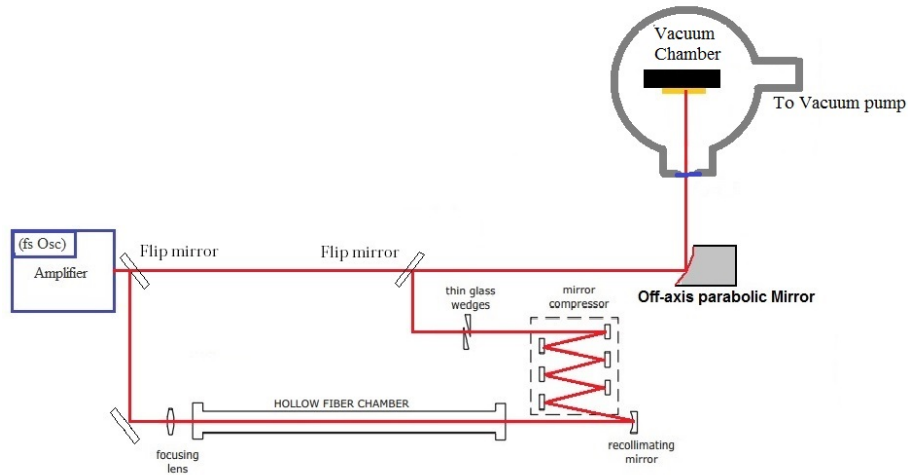 Vacuum
Chamber
To Vacuum pump
(fs Osc)
Amplifier
Flip mirror
Flip mirror
thin glass
wedges
mirror
compressor
Off-axis parabolic Mirror
HOLLOW FIBER CHAMBER
focusing
lens
recollimating
mirror